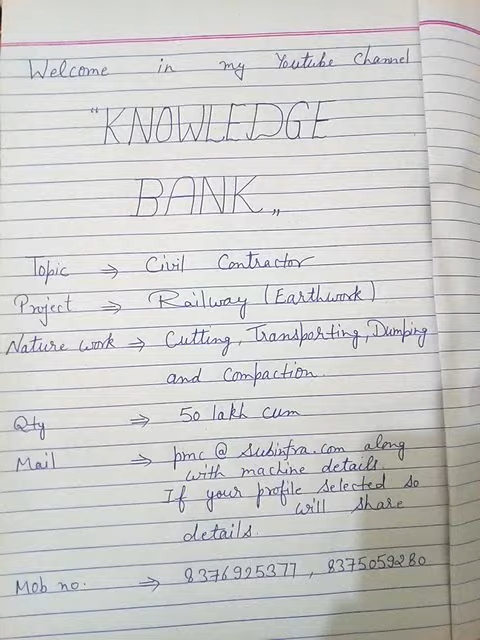 Welcome in my Youtube channel
"KNOWLEDGE
BANK„
Topic ⇒ Civil Contractor
Project ⇒ Railway (Earthwork)
Nature work → Cutting, Transporting, Dumping
and Compaction.
Qty ⇒ 50 lakh cum
Mail ⇒ pmc @ susinfra.com along
with machine details.
If your profile selected so
will share
details.
Mob no. ⇒ 8376925377, 8375059280